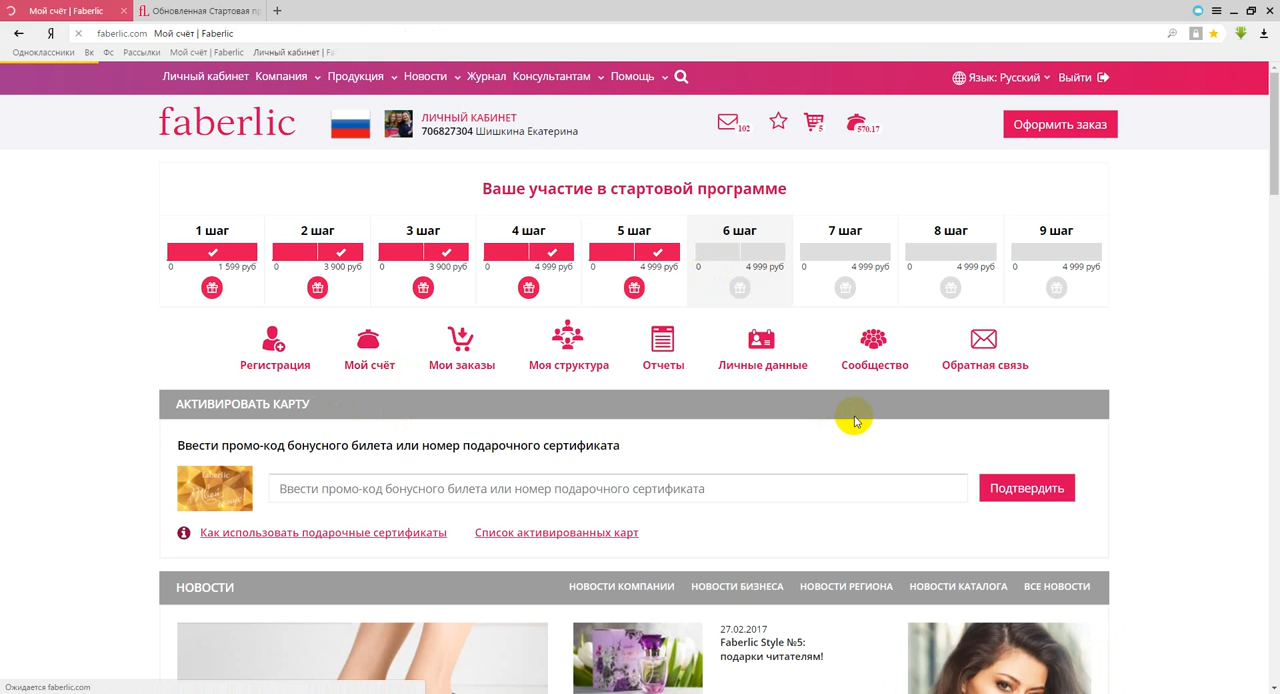 Мой счёт | Faberlic
Обновленная Стартовая пр
faberlic.com Мой счёт | Faberlic
Одноклассники Вк Фс Рассылки Мой счёт | Faberlic Личный кабинет | Fa
Личный кабинет Компания Продукция Новости Журнал Консультантам Помощь Язык: Русский Выйти
faberlic
ЛИЧНЫЙ КАБИНЕТ
706827304 Шишкина Екатерина
102
5
570.17
Оформить заказ
Ваше участие в стартовой программе
1 шаг 2 шаг 3 шаг 4 шаг 5 шаг 6 шаг 7 шаг 8 шаг 9 шаг
0 1 599 руб 0 3 900 руб 0 3 900 руб 0 4 999 руб 0 4 999 руб 0 4 999 руб 0 4 999 руб 0 4 999 руб 0 4 999 руб
Регистрация Мой счёт Мои заказы Моя структура Отчеты Личные данные Сообщество Обратная связь
АКТИВИРОВАТЬ КАРТУ
Ввести промо-код бонусного билета или номер подарочного сертификата
faberlic
Ввести промо-код бонусного билета или номер подарочного сертификата
Подтвердить
Как использовать подарочные сертификаты Список активированных карт
НОВОСТИ НОВОСТИ КОМПАНИИ НОВОСТИ БИЗНЕСА НОВОСТИ РЕГИОНА НОВОСТИ КАТАЛОГА ВСЕ НОВОСТИ
27.02.2017
Faberlic Style №5:
подарки читателям!
Ожидается faberlic.com